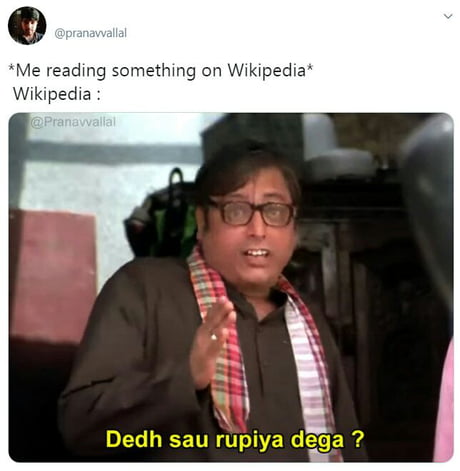 @pranavvallal
*Me reading something on Wikipedia*
Wikipedia :
@Pranavvallal
Dedh sau rupiya dega ?